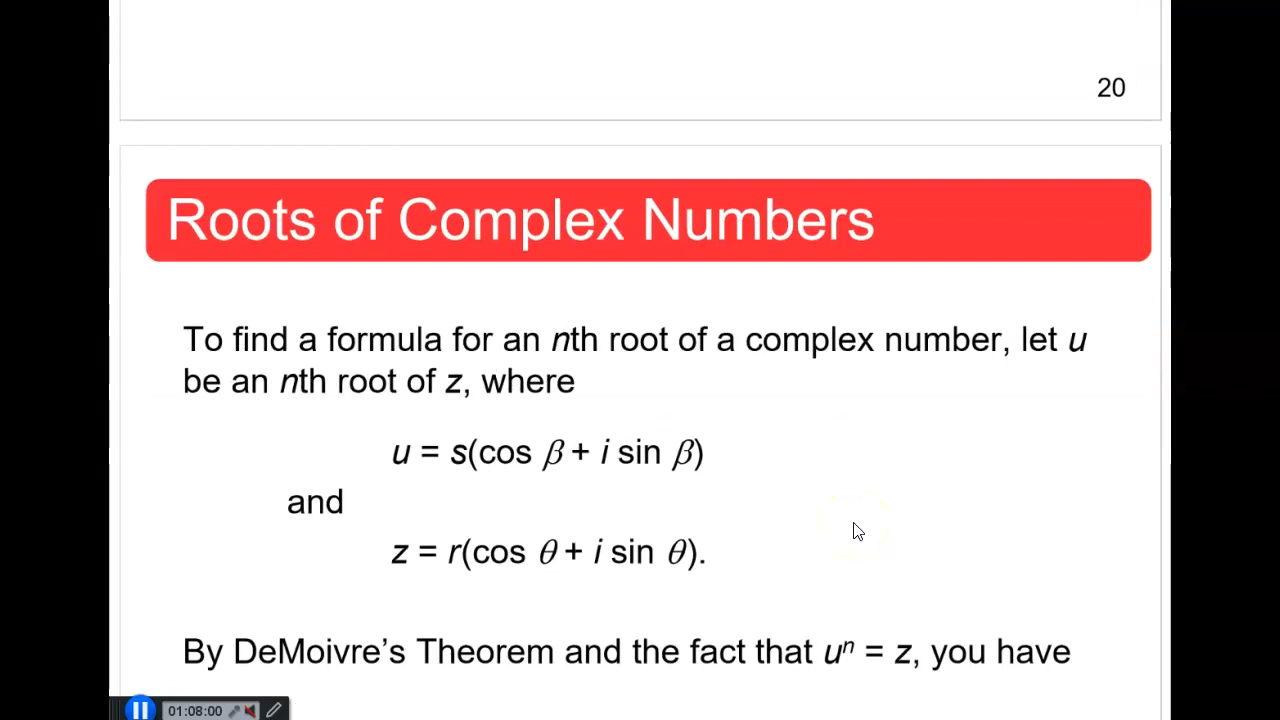 20
Roots of Complex Numbers
To find a formula for an nth root of a complex number, let u
be an nth root of z, where
u = s(cos β + i sin β)
and
z = r(cos θ + i sin θ).
By DeMoivre’s Theorem and the fact that uⁿ = z, you have
01:08:00